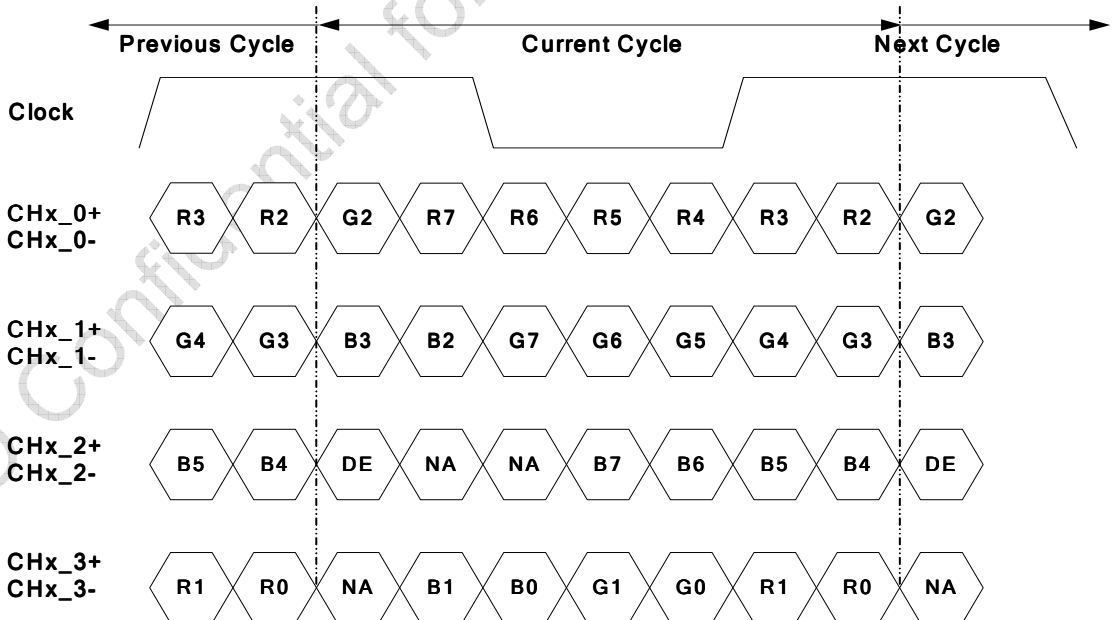 Previous Cycle Current Cycle Next Cycle
Clock
CHx_0+
CHx_0-
R3 R2 G2 R7 R6 R5 R4 R3 R2 G2
CHx_1+
CHx_1-
G4 G3 B3 B2 G7 G6 G5 G4 G3 B3
CHx_2+
CHx_2-
B5 B4 DE NA NA B7 B6 B5 B4 DE
CHx_3+
CHx_3-
R1 R0 NA B1 B0 G1 G0 R1 R0 NA
Confidential for